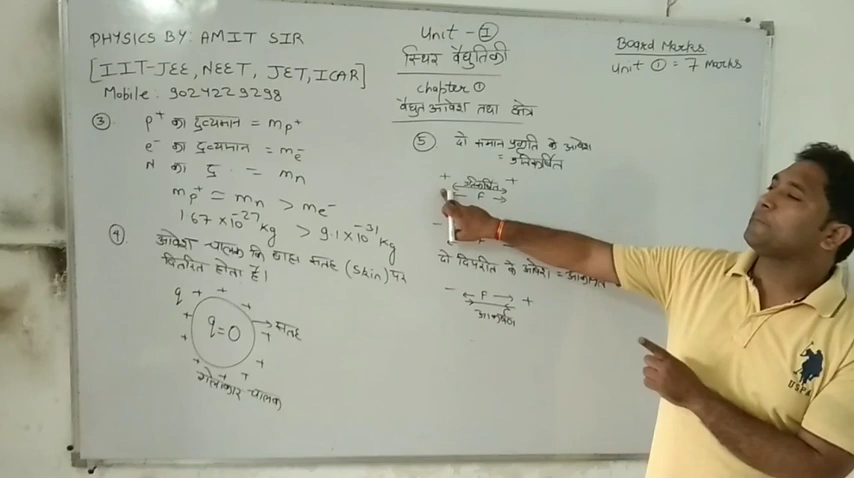 PHYSICS BY: AMIT SIR
[IIT-JEE, NEET, JET, ICAR]
Mobile: 9024229298
③ p⁺ का द्रव्यमान = mp⁺
e⁻ का द्रव्यमान = me⁻
N का द्र. = mn
mp⁺ ≃ mn > me⁻
1.67 × 10⁻²⁷ kg > 9.1 × 10⁻³¹ kg
④ आवेश चालक कि बाह्य सतह (skin) पर
वितरित होता है।
q + + +
+ q=0 → सतह
+ +
+ + + + +
गोलाकार चालक
Unit - Ⅰ
स्थिर वैद्युतिकी
chapter ①
वैद्युत आवेश तथा क्षेत्र
⑤ दो समान प्रकृति के आवेश
= प्रतिकर्षित
+ प्रतिकर्षित +
← F →
-
दो विपरीत के आवेश = आकर्षित
- ← F → +
आकर्षण
Board Marks
Unit ① = 7 Marks
USPA